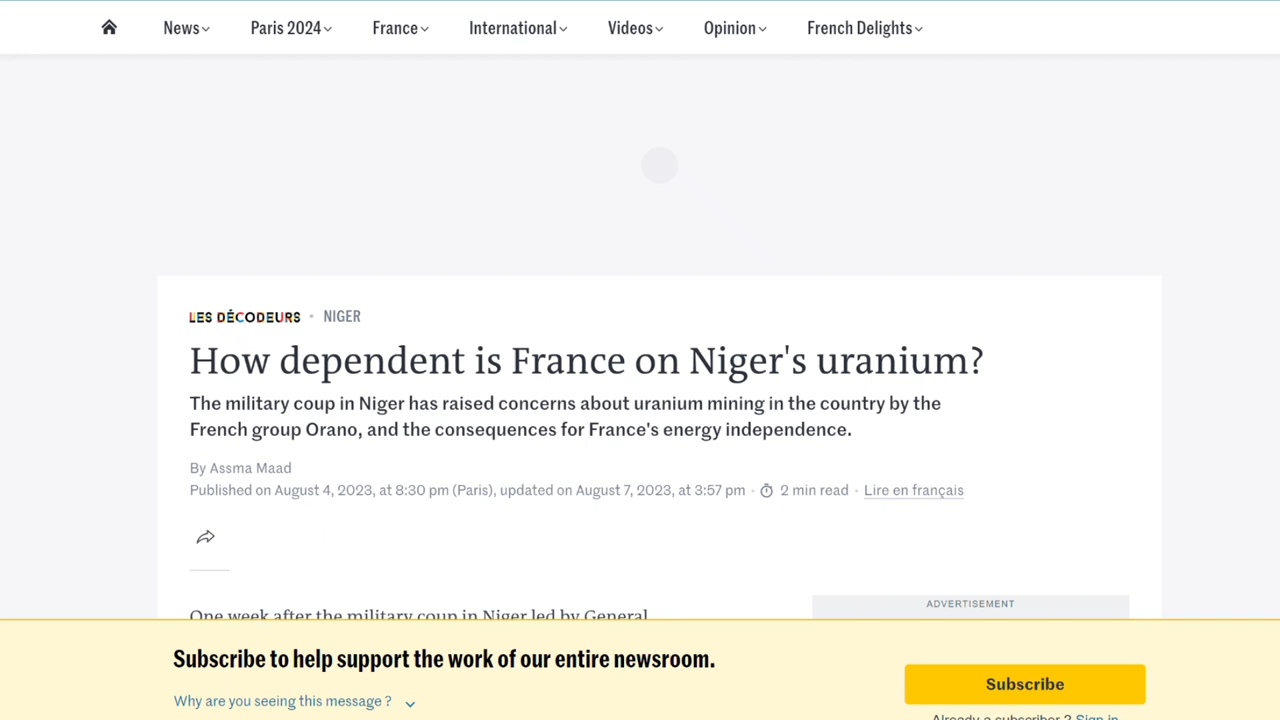 News
Paris 2024
France
International
Videos
Opinion
French Delights
LES DÉCODEURS • NIGER
How dependent is France on Niger's uranium?
The military coup in Niger has raised concerns about uranium mining in the country by the
French group Orano, and the consequences for France's energy independence.
By Assma Maad
Published on August 4, 2023, at 8:30 pm (Paris), updated on August 7, 2023, at 3:57 pm • 2 min read • Lire en français
One week after the military coup in Niger led by General
ADVERTISEMENT
Subscribe to help support the work of our entire newsroom.
Why are you seeing this message ?
Subscribe
Already a subscriber ? Sign in